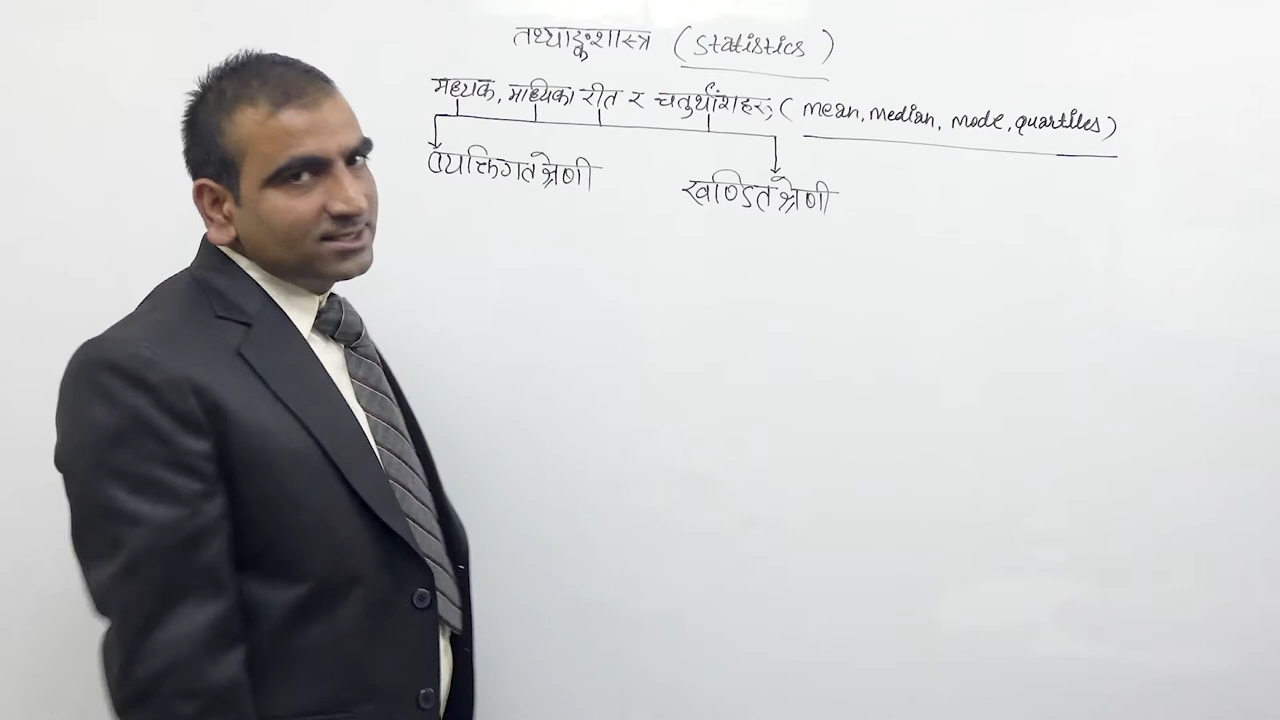 तथ्याङ्कशास्त्र (Statistics)
मध्यक, माध्यिका रीत र चतुर्थांशहरु (mean, median, mode, quartiles)
व्यक्तिगत श्रेणी
खण्डित श्रेणी